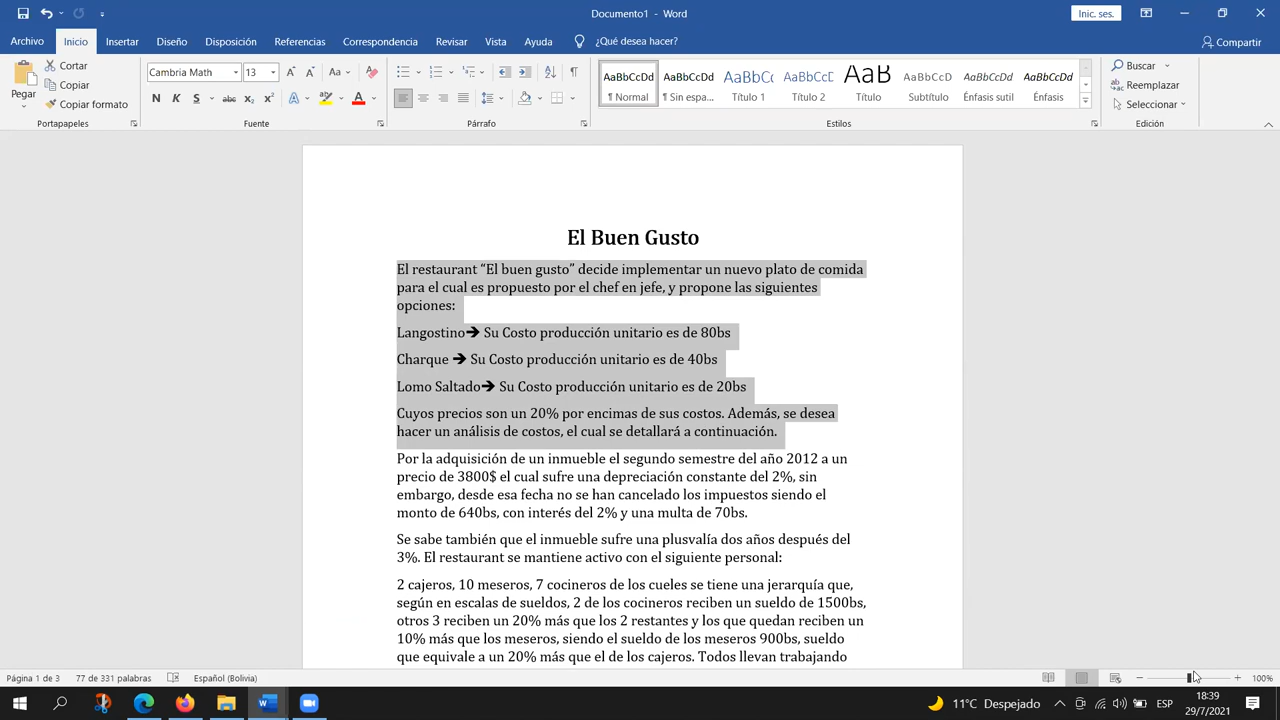 Documento1 - Word
Inic. ses.
Archivo Inicio Insertar Diseño Disposición Referencias Correspondencia Revisar Vista Ayuda ¿Qué desea hacer? Compartir
Pegar
Cortar
Copiar
Copiar formato
Portapapeles
Cambria Math 13
N K S abc x₂ x²
Fuente
Párrafo
AaBbCcDd ¶ Normal
AaBbCcDd ¶ Sin espa...
AaBbCc Título 1
AaBbCcE Título 2
AaB Título
AaBbCcD Subtítulo
AaBbCcDd Énfasis sutil
AaBbCcDd Énfasis
Estilos
Buscar
Reemplazar
Seleccionar
Edición
El Buen Gusto
El restaurant “El buen gusto” decide implementar un nuevo plato de comida
para el cual es propuesto por el chef en jefe, y propone las siguientes
opciones:
Langostino➔ Su Costo producción unitario es de 80bs
Charque ➔ Su Costo producción unitario es de 40bs
Lomo Saltado➔ Su Costo producción unitario es de 20bs
Cuyos precios son un 20% por encimas de sus costos. Además, se desea
hacer un análisis de costos, el cual se detallará a continuación.
Por la adquisición de un inmueble el segundo semestre del año 2012 a un
precio de 3800$ el cual sufre una depreciación constante del 2%, sin
embargo, desde esa fecha no se han cancelado los impuestos siendo el
monto de 640bs, con interés del 2% y una multa de 70bs.
Se sabe también que el inmueble sufre una plusvalía dos años después del
3%. El restaurant se mantiene activo con el siguiente personal:
2 cajeros, 10 meseros, 7 cocineros de los cueles se tiene una jerarquía que,
según en escalas de sueldos, 2 de los cocineros reciben un sueldo de 1500bs,
otros 3 reciben un 20% más que los 2 restantes y los que quedan reciben un
10% más que los meseros, siendo el sueldo de los meseros 900bs, sueldo
que equivale a un 20% más que el de los cajeros. Todos llevan trabajando
Página 1 de 3 77 de 331 palabras Español (Bolivia) 100%
11°C Despejado ESP 18:39
29/7/2021